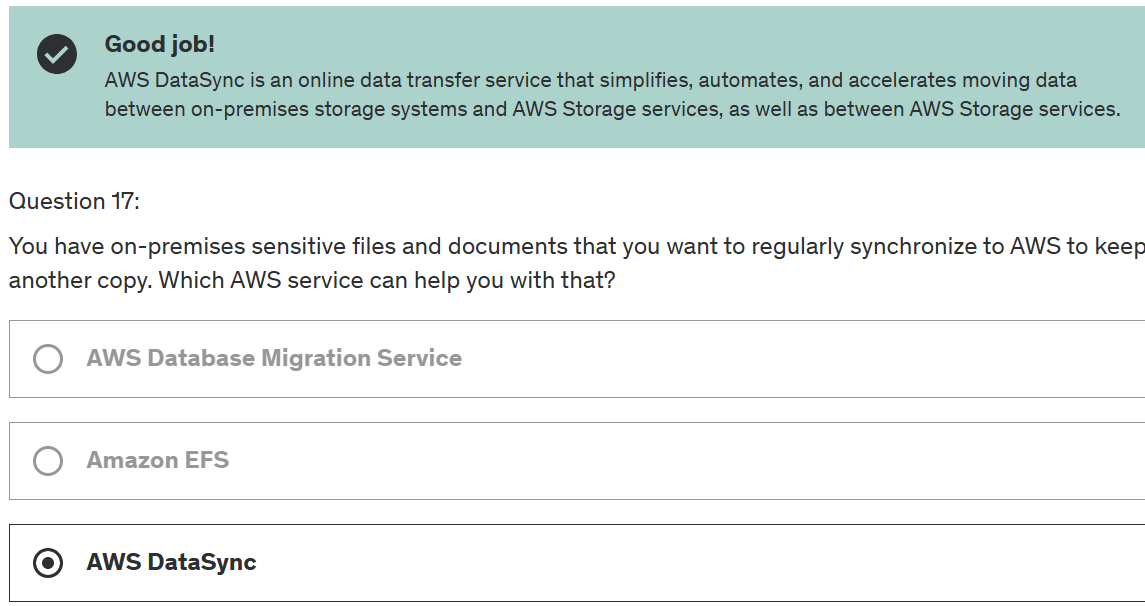 Good job!
AWS DataSync is an online data transfer service that simplifies, automates, and accelerates moving data
between on-premises storage systems and AWS Storage services, as well as between AWS Storage services.
Question 17:
You have on-premises sensitive files and documents that you want to regularly synchronize to AWS to keep
another copy. Which AWS service can help you with that?
AWS Database Migration Service
Amazon EFS
AWS DataSync